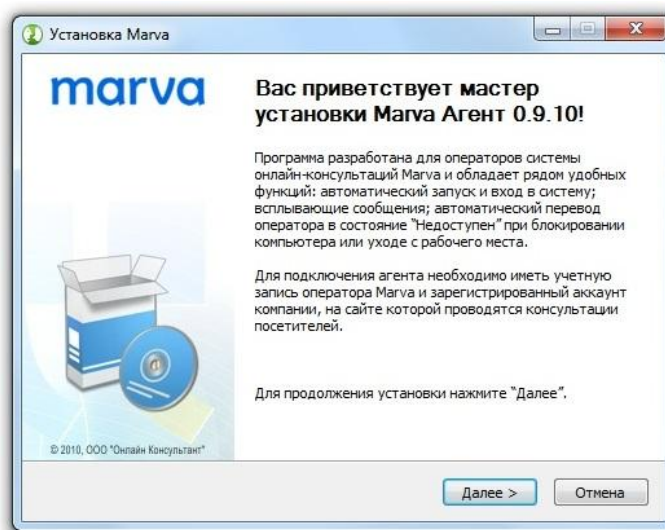 Установка Marva
marva
Вас приветствует мастер
установки Marva Агент 0.9.10!
Программа разработана для операторов системы
онлайн-консультаций Marva и обладает рядом удобных
функций: автоматический запуск и вход в систему;
всплывающие сообщения; автоматический перевод
оператора в состояние "Недоступен" при блокировании
компьютера или уходе с рабочего места.
Для подключения агента необходимо иметь учетную
запись оператора Marva и зарегистрированный аккаунт
компании, на сайте которой проводятся консультации
посетителей.
Для продолжения установки нажмите "Далее".
© 2010, ООО "Онлайн Консультант"
Далее >
Отмена